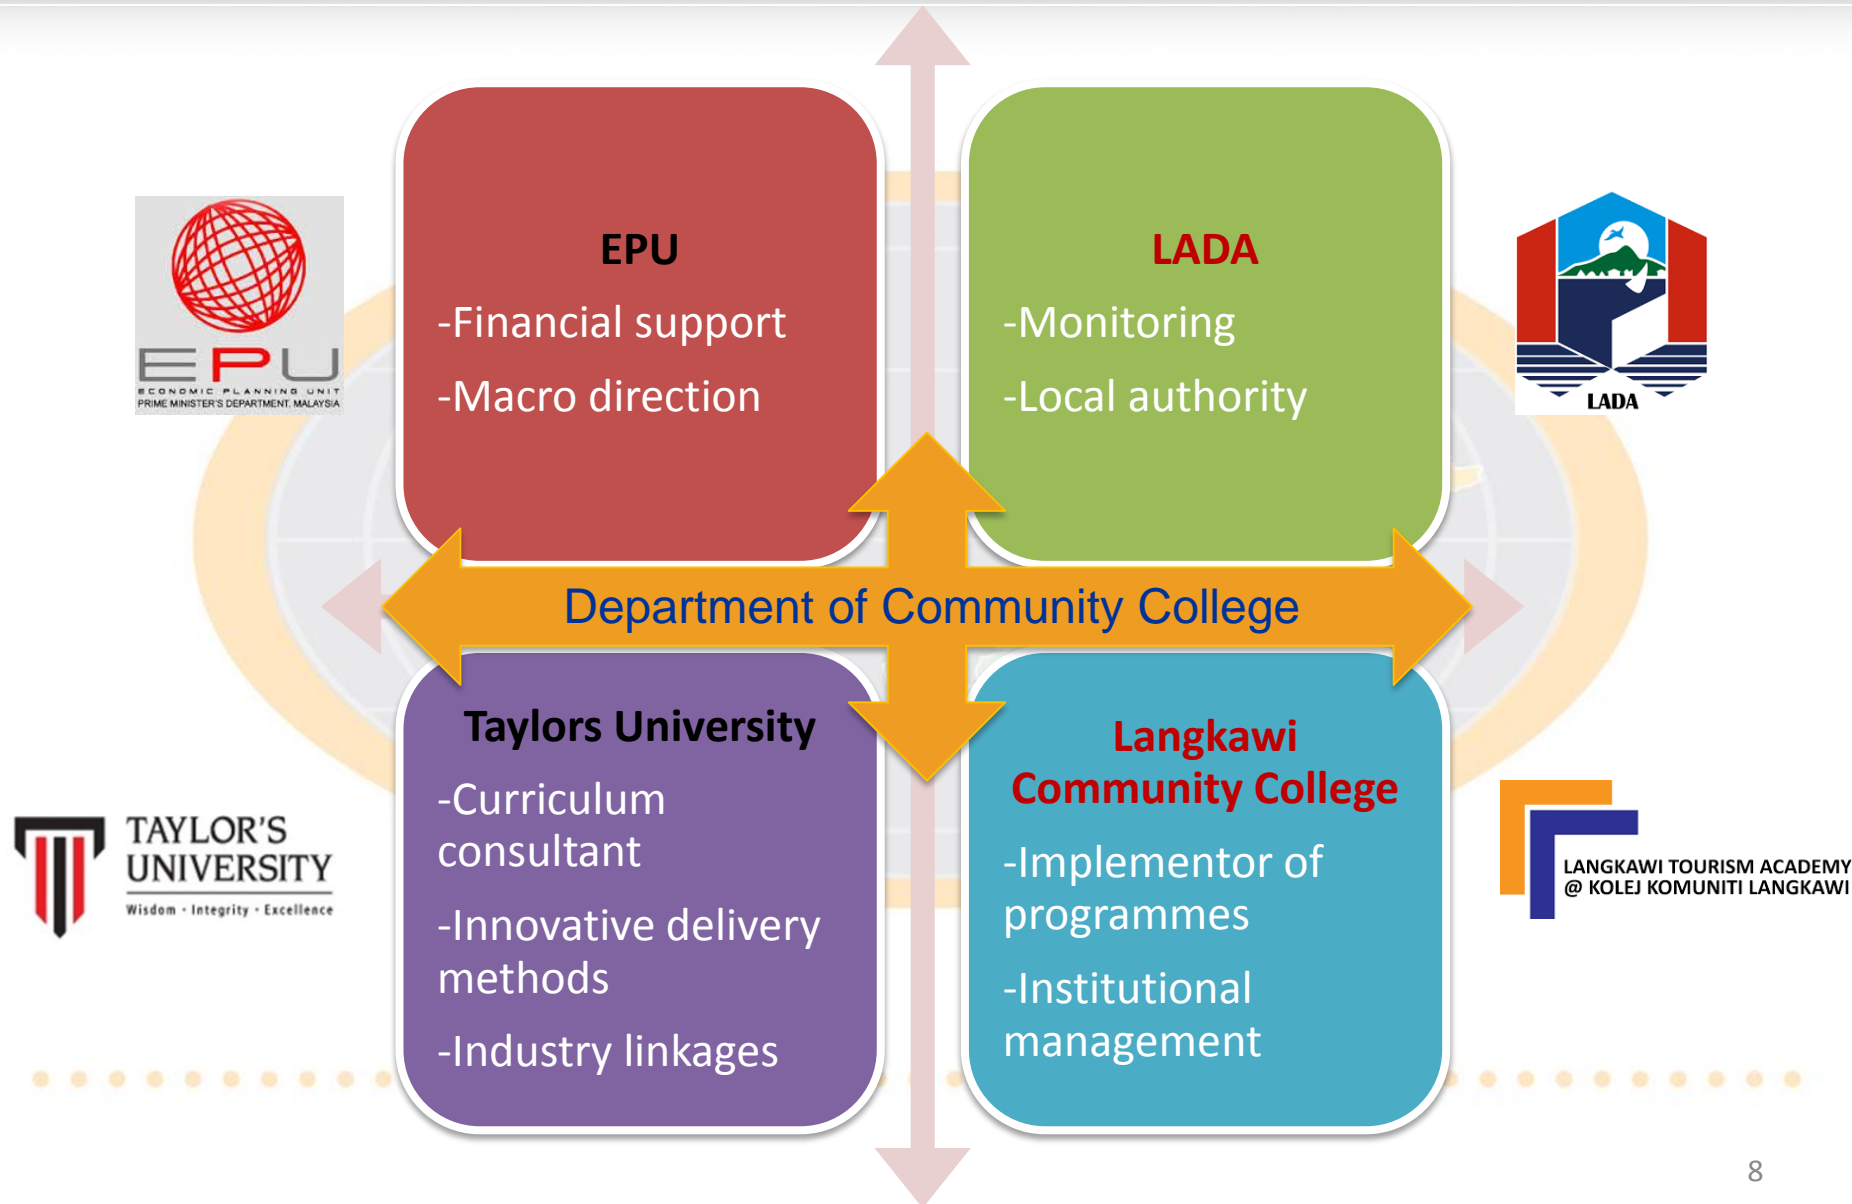 EPU
-Financial support
-Macro direction
LADA
-Monitoring
-Local authority
EPU
ECONOMIC PLANNING UNIT
PRIME MINISTER'S DEPARTMENT, MALAYSIA
LADA
Department of Community College
Taylors University
-Curriculum
consultant
-Innovative delivery
methods
-Industry linkages
Langkawi
Community College
-Implementor of
programmes
-Institutional
management
TAYLOR'S
UNIVERSITY
Wisdom · Integrity · Excellence
LANGKAWI TOURISM ACADEMY
@ KOLEJ KOMUNITI LANGKAWI
8